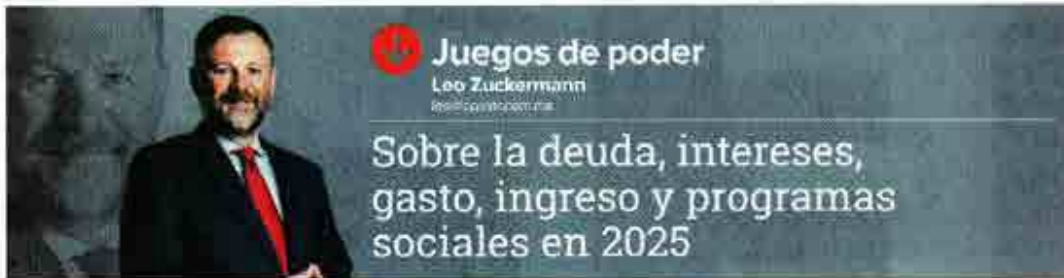 Juegos de poder
Leo Zuckermann
Sobre la deuda, intereses,
gasto, ingreso y programas
sociales en 2025